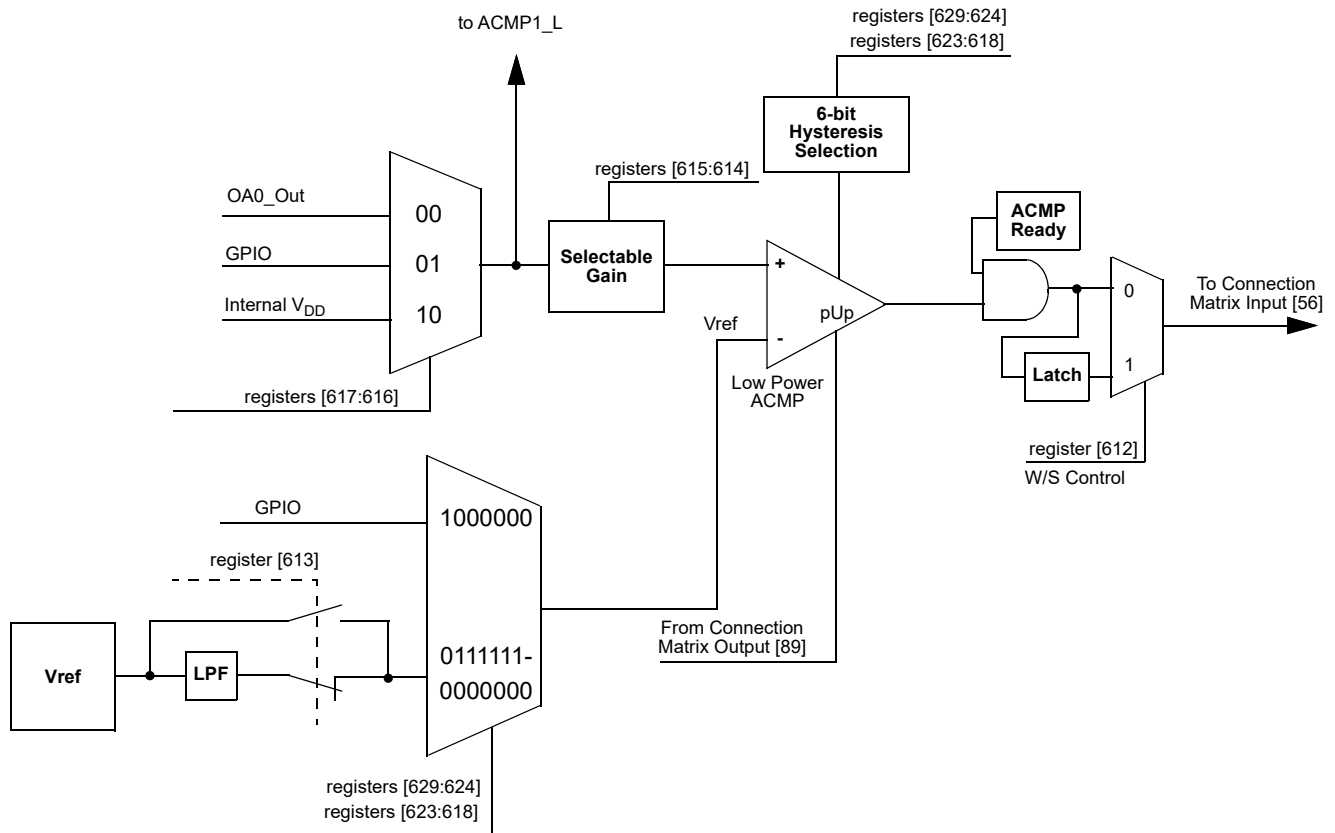 to ACMP1_L
registers [629:624]
registers [623:618]
6-bit
Hysteresis
Selection
registers [615:614]
OA0_Out
00
GPIO
01
Internal VDD
10
Selectable
Gain
registers [617:616]
+
-
pUp
Vref
Low Power
ACMP
ACMP
Ready
0
1
Latch
To Connection
Matrix Input [56]
register [612]
W/S Control
GPIO
1000000
register [613]
0111111-
0000000
Vref
LPF
From Connection
Matrix Output [89]
registers [629:624]
registers [623:618]